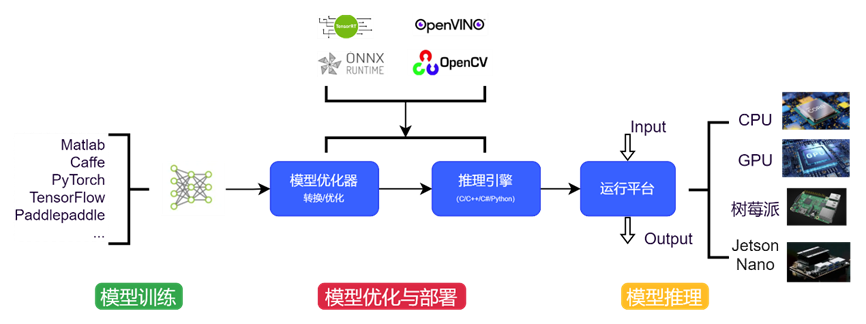 TensorRT
OpenVINO
ONNX
RUNTIME
OpenCV
Matlab
Caffe
PyTorch
TensorFlow
Paddlepaddle
...
模型优化器
转换/优化
推理引擎
(C/C++/C#/Python)
Input
运行平台
Output
CPU
GPU
树莓派
Jetson
Nano
模型训练
模型优化与部署
模型推理